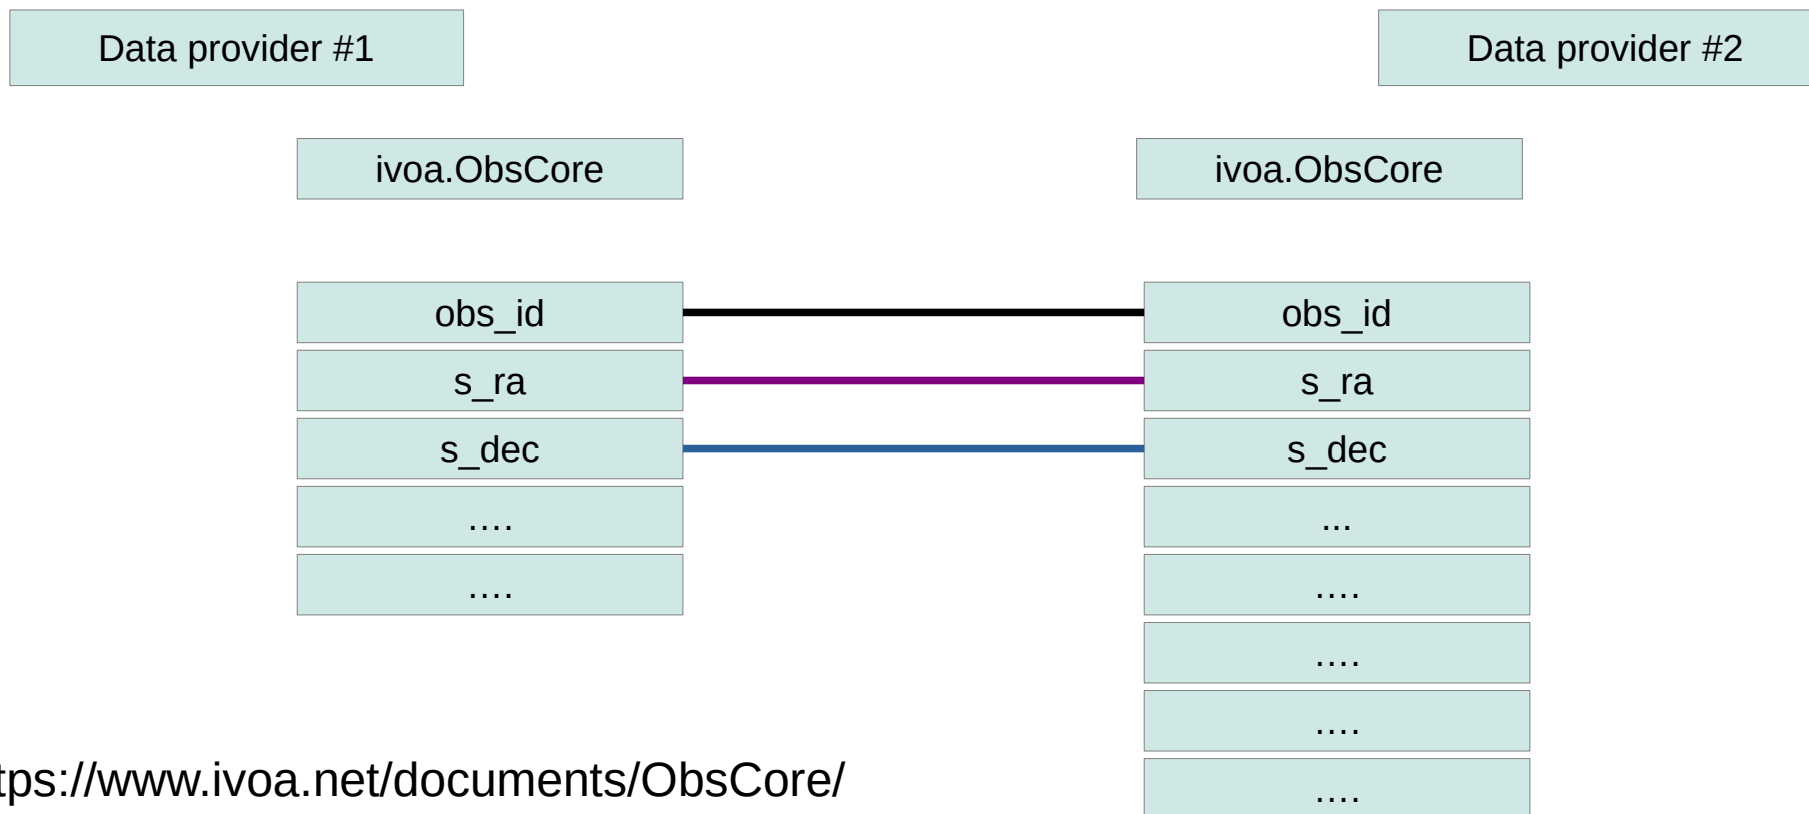 Data provider #1
Data provider #2
ivoa.ObsCore
ivoa.ObsCore
obs_id
obs_id
s_ra
s_ra
s_dec
s_dec
....
...
....
....
....
....
....
tps://www.ivoa.net/documents/ObsCore/